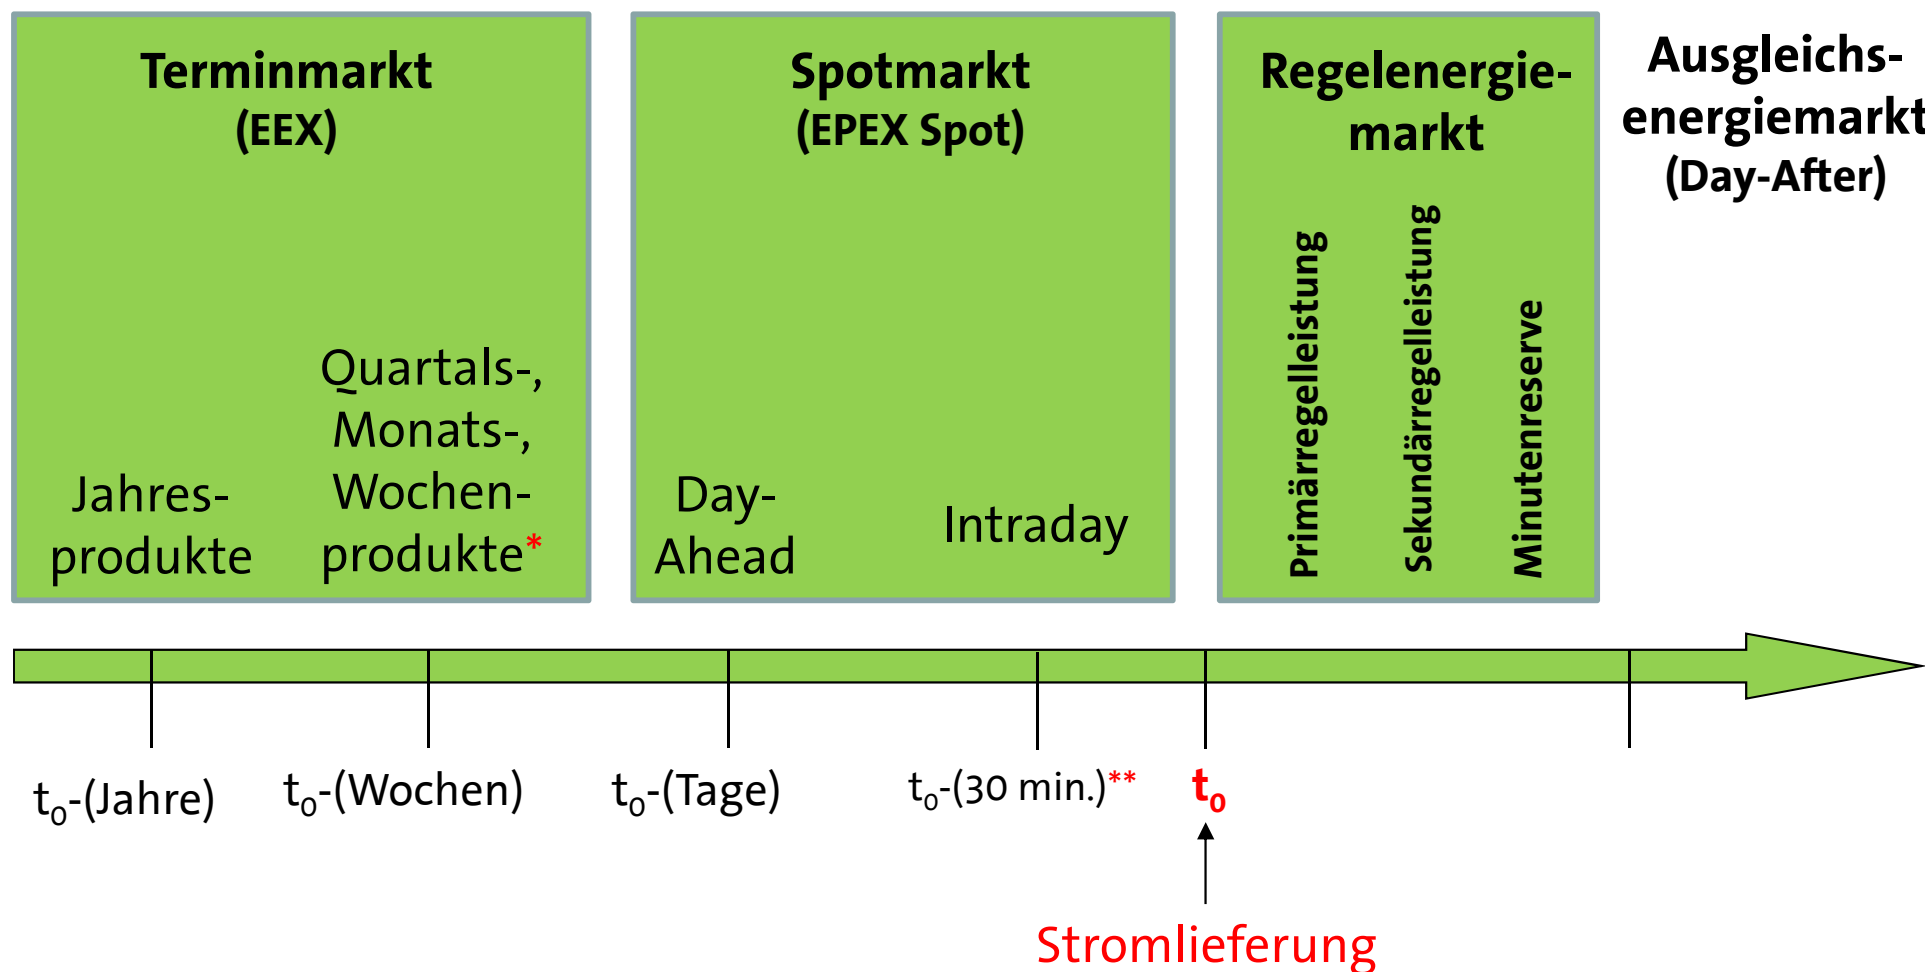 Terminmarkt
(EEX)
Jahres-
produkte
Quartals-,
Monats-,
Wochen-
produkte*
Spotmarkt
(EPEX Spot)
Day-
Ahead
Intraday
Regelenergie-
markt
Primärregelleistung
Sekundärregelleistung
Minutenreserve
Ausgleichs-
energiemarkt
(Day-After)
t₀-(Jahre)
t₀-(Wochen)
t₀-(Tage)
t₀-(30 min.)**
t₀
Stromlieferung